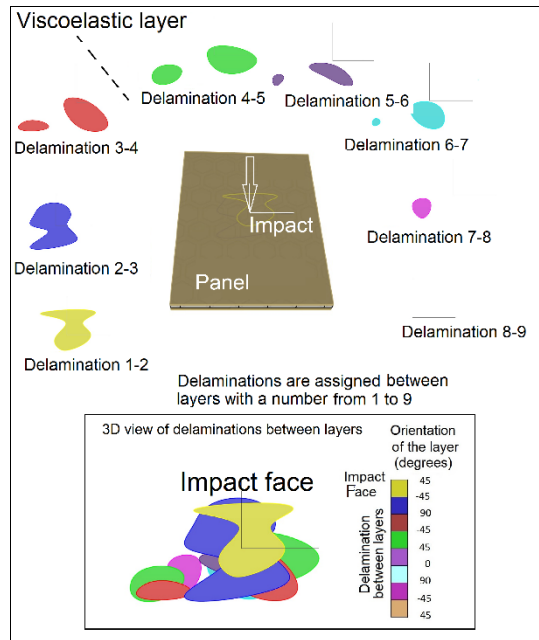 Viscoelastic layer
Delamination 4-5
Delamination 5-6
Delamination 3-4
Delamination 6-7
Impact
Delamination 2-3
Delamination 7-8
Panel
Delamination 8-9
Delamination 1-2
Delaminations are assigned between
layers with a number from 1 to 9
3D view of delaminations between layers
Orientation
of the layer
(degrees)
Impact face
Impact
Face
Delamination
between layers
45
-45
90
-45
45
0
90
-45
45